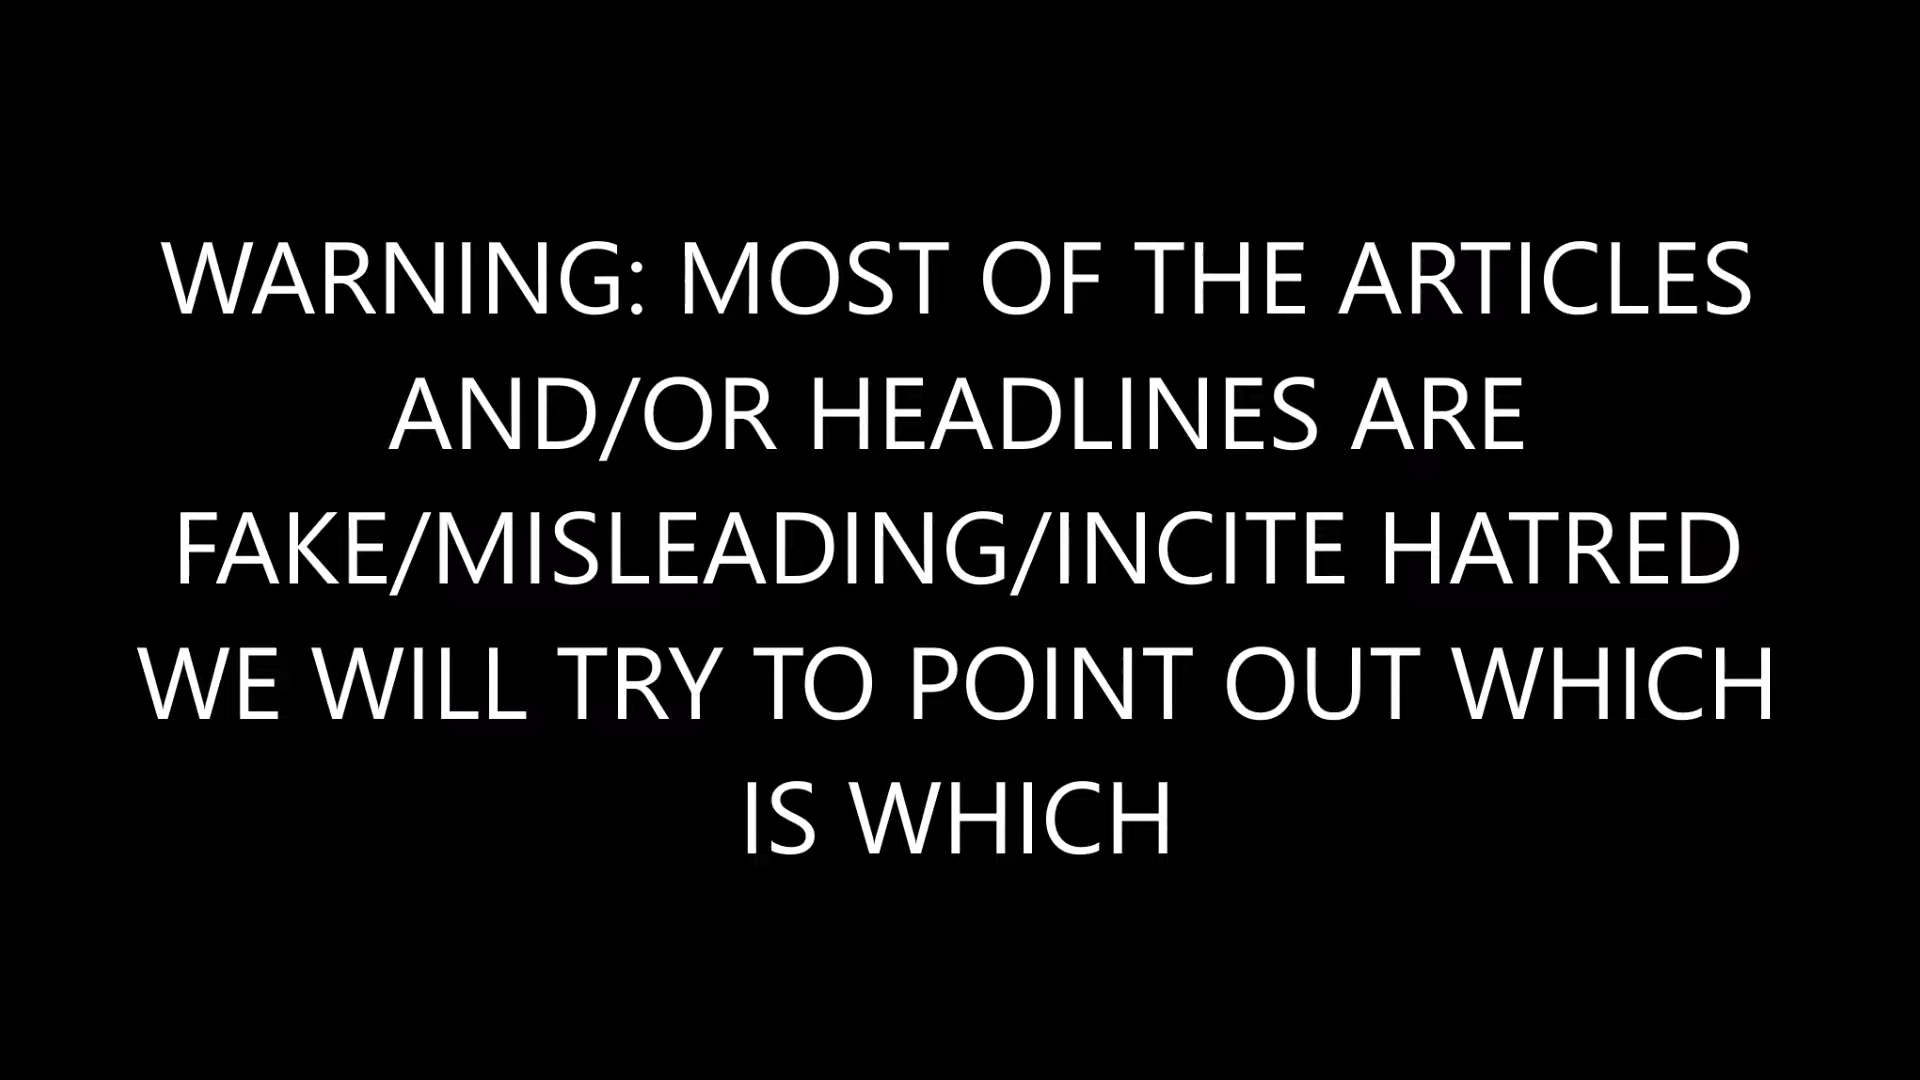 WARNING: MOST OF THE ARTICLES
AND/OR HEADLINES ARE
FAKE/MISLEADING/INCITE HATRED
WE WILL TRY TO POINT OUT WHICH
IS WHICH